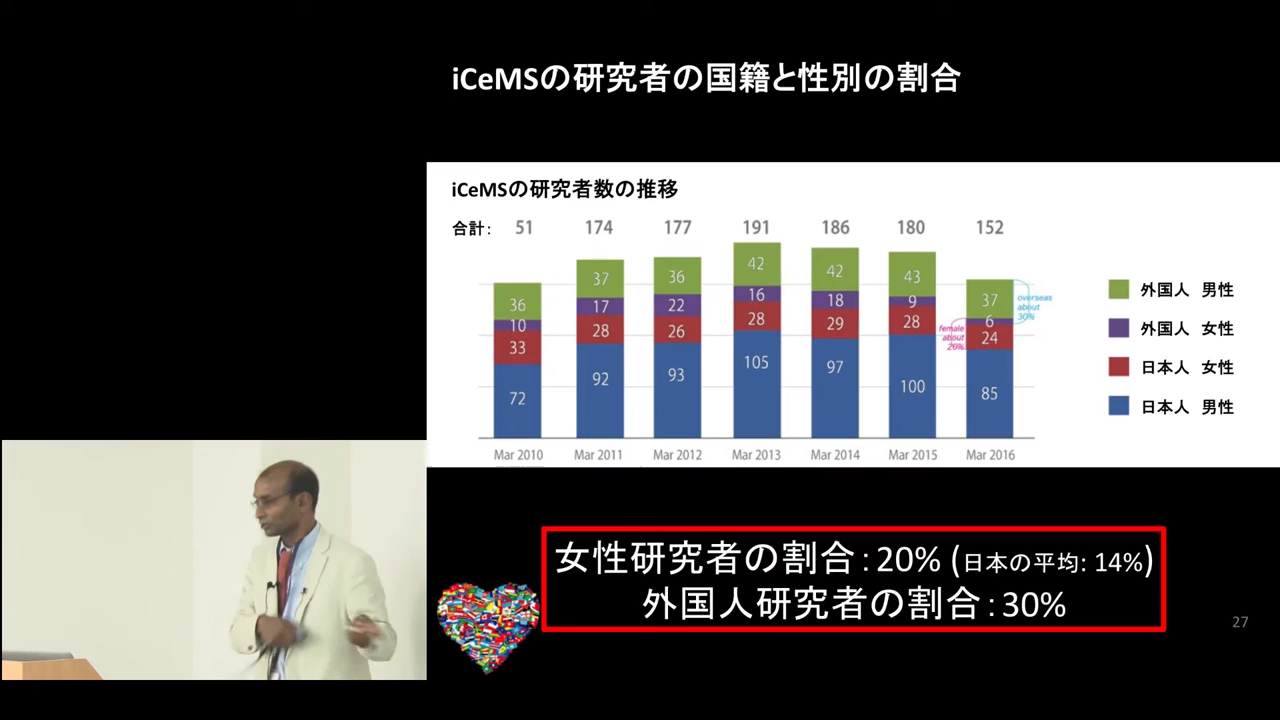 iCeMSの研究者の国籍と性別の割合
iCeMSの研究者数の推移
合計: 51 174 177 191 186 180 152
36 37 36 42 42 43 37
10 17 22 16 18 9 6
33 28 26 28 29 28 24
72 92 93 105 97 100 85
overseas
about
30%
female
about
20%
Mar 2010 Mar 2011 Mar 2012 Mar 2013 Mar 2014 Mar 2015 Mar 2016
外国人 男性
外国人 女性
日本人 女性
日本人 男性
女性研究者の割合:20% (日本の平均: 14%)
外国人研究者の割合:30%
27